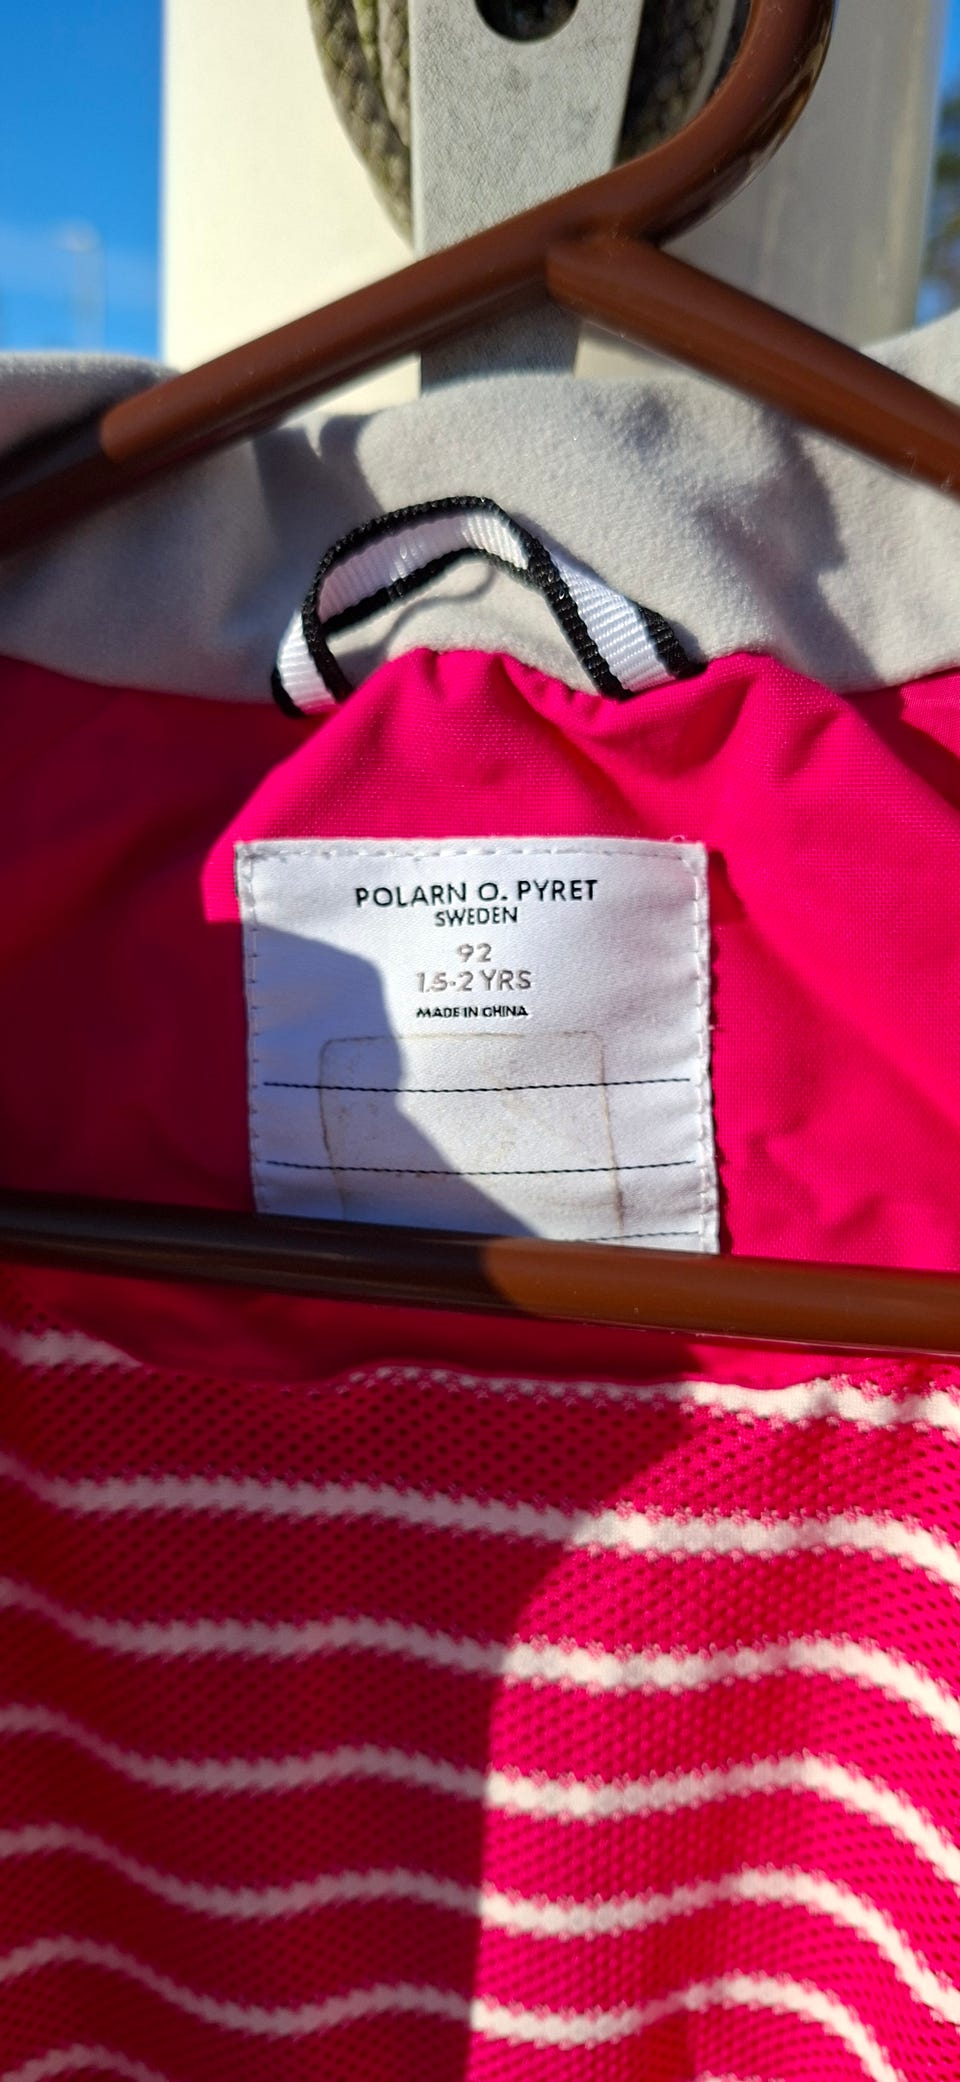 POLARN O. PYRET
SWEDEN
92
1.5-2 YRS
MADE IN CHINA